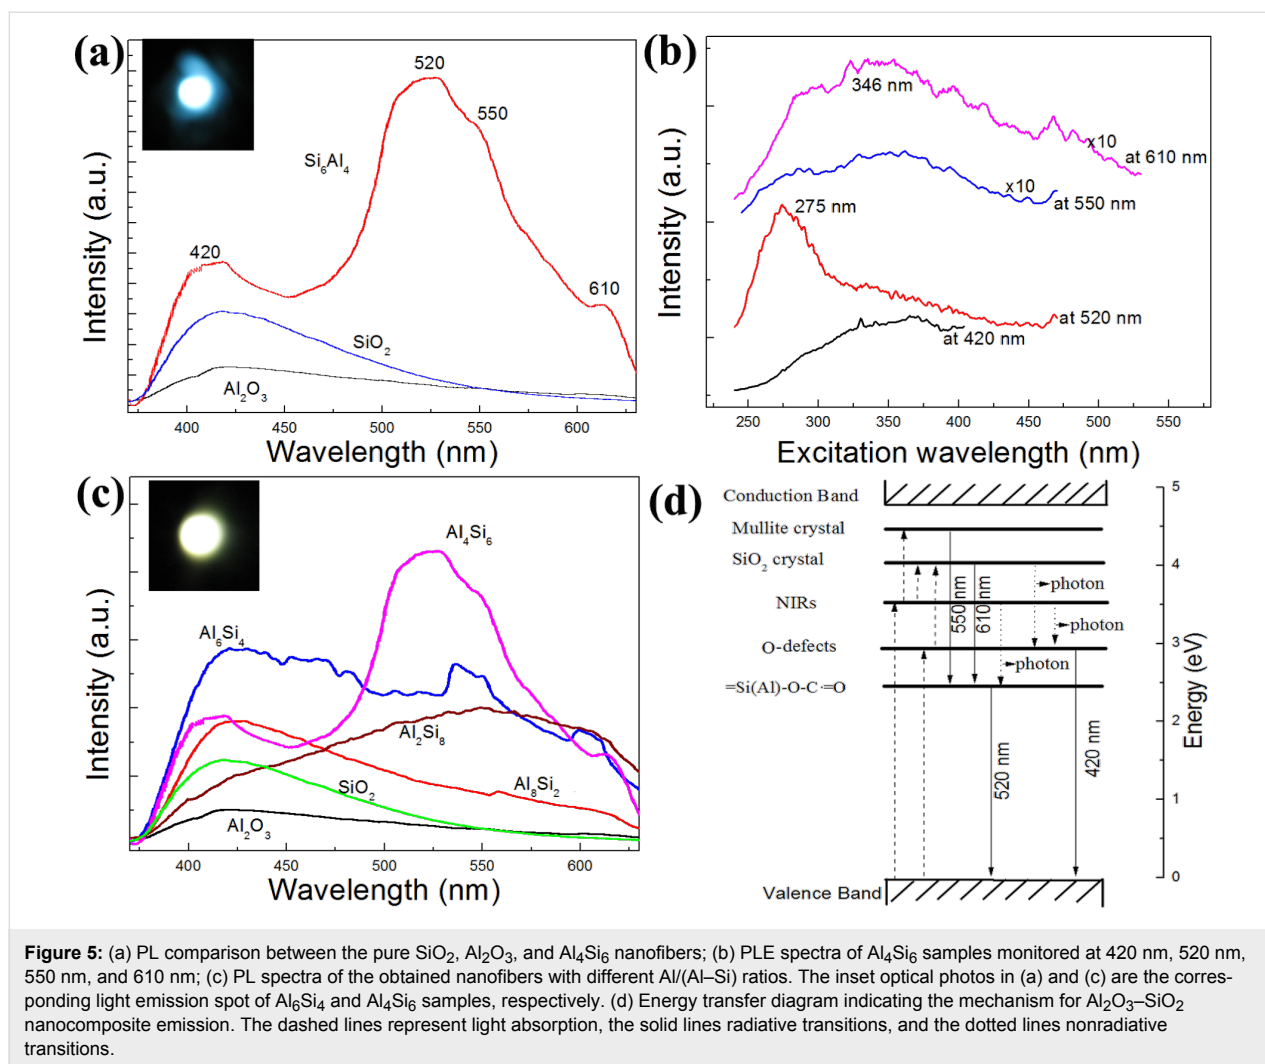 (a)
520
550
Si₆Al₄
420
610
SiO₂
Al₂O₃
Intensity (a.u.)
400 450 500 550 600
Wavelength (nm)
(b)
346 nm
x10
at 610 nm
x10
at 550 nm
275 nm
at 520 nm
at 420 nm
Intensity (a.u.)
250 300 350 400 450 500 550
Excitation wavelength (nm)
(c)
Al₄Si₆
Al₆Si₄
Al₂Si₈
SiO₂
Al₈Si₂
Al₂O₃
Intensity (a.u.)
400 450 500 550 600
Wavelength (nm)
(d)
Conduction Band
Mullite crystal
SiO₂ crystal
NIRs
O-defects
=Si(Al)-O-C=O
Valence Band
550 nm
610 nm
photon
photon
photon
520 nm
420 nm
5
4
3
2
1
0
Energy (eV)
Figure 5: (a) PL comparison between the pure SiO₂, Al₂O₃, and Al₄Si₆ nanofibers; (b) PLE spectra of Al₄Si₆ samples monitored at 420 nm, 520 nm,
550 nm, and 610 nm; (c) PL spectra of the obtained nanofibers with different Al/(Al–Si) ratios. The inset optical photos in (a) and (c) are the corres-
ponding light emission spot of Al₆Si₄ and Al₄Si₆ samples, respectively. (d) Energy transfer diagram indicating the mechanism for Al₂O₃–SiO₂
nanocomposite emission. The dashed lines represent light absorption, the solid lines radiative transitions, and the dotted lines nonradiative
transitions.